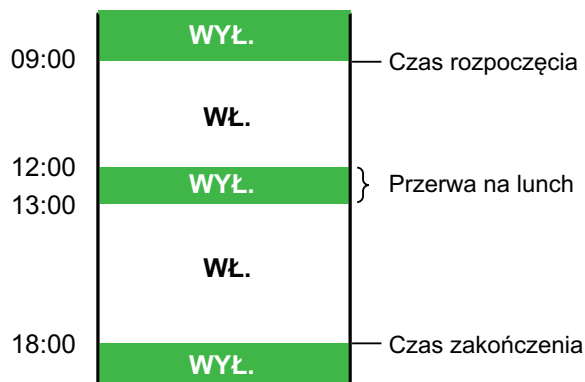 WYŁ.
09:00
Czas rozpoczęcia
WŁ.
12:00
WYŁ.
Przerwa na lunch
13:00
WŁ.
18:00
Czas zakończenia
WYŁ.